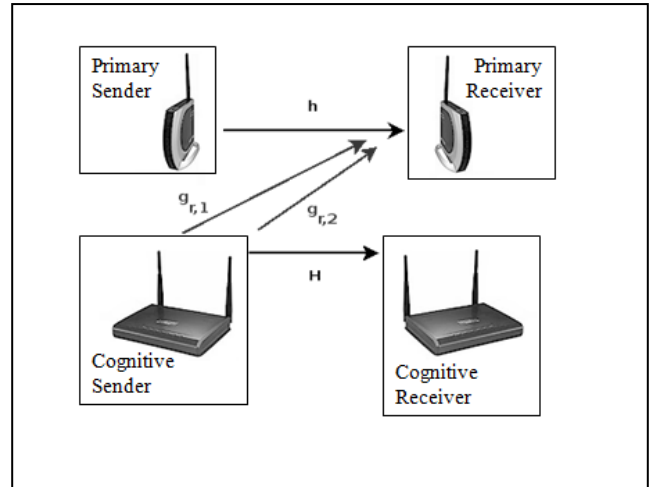 Primary
Sender
Primary
Receiver
h
g r,1
g r,2
H
Cognitive
Sender
Cognitive
Receiver